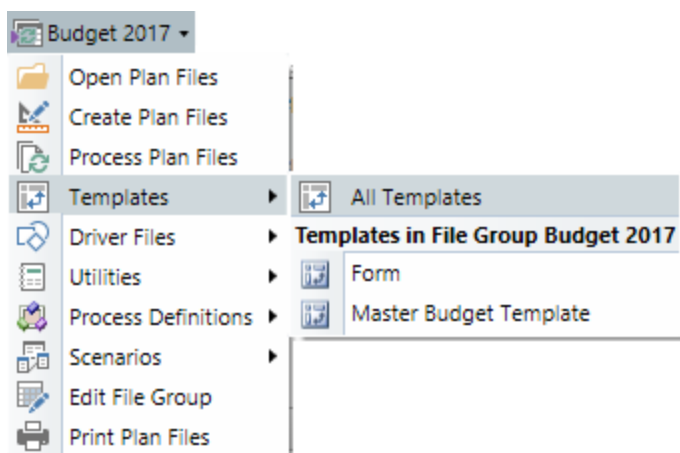 Budget 2017
Open Plan Files
Create Plan Files
Process Plan Files
Templates
Driver Files
Utilities
Process Definitions
Scenarios
Edit File Group
Print Plan Files
All Templates
Templates in File Group Budget 2017
Form
Master Budget Template